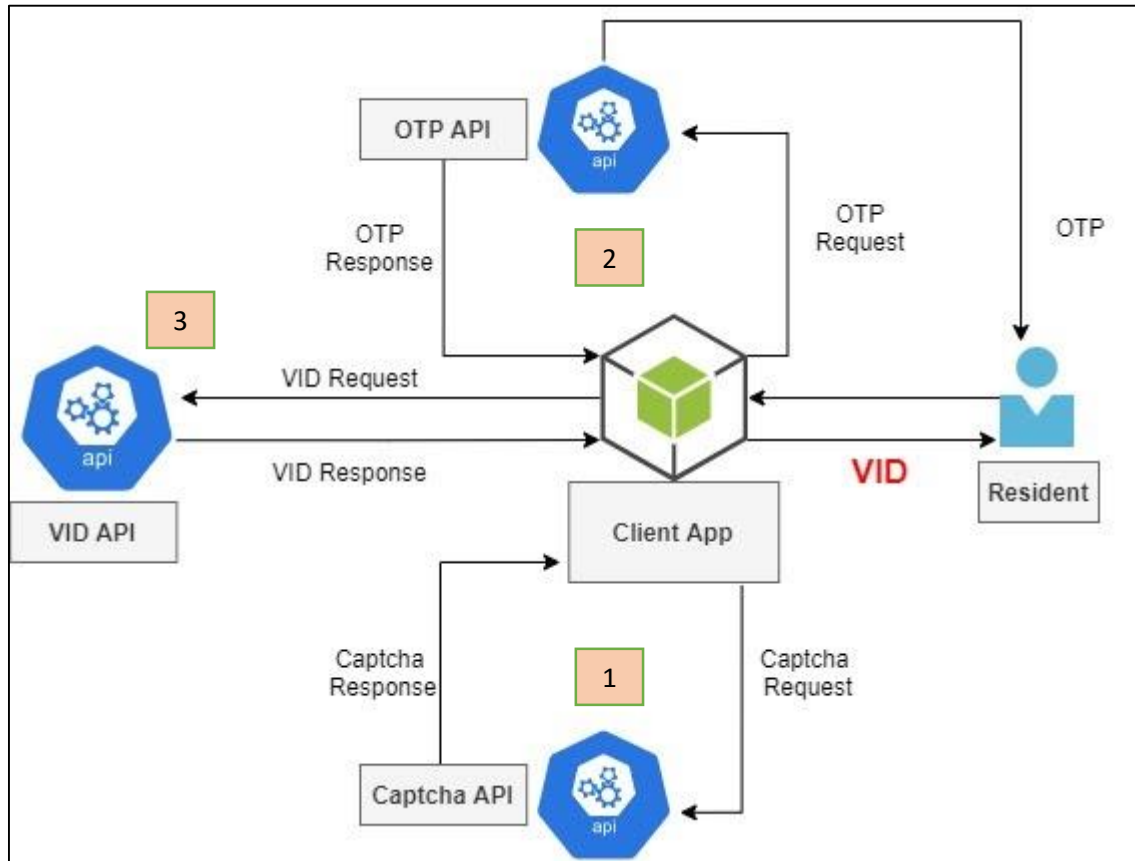 OTP API
api
OTP
Response
2
OTP
Request
OTP
3
VID Request
api
VID Response
VID API
VID
Resident
Client App
Captcha
Response
1
Captcha
Request
Captcha API
api